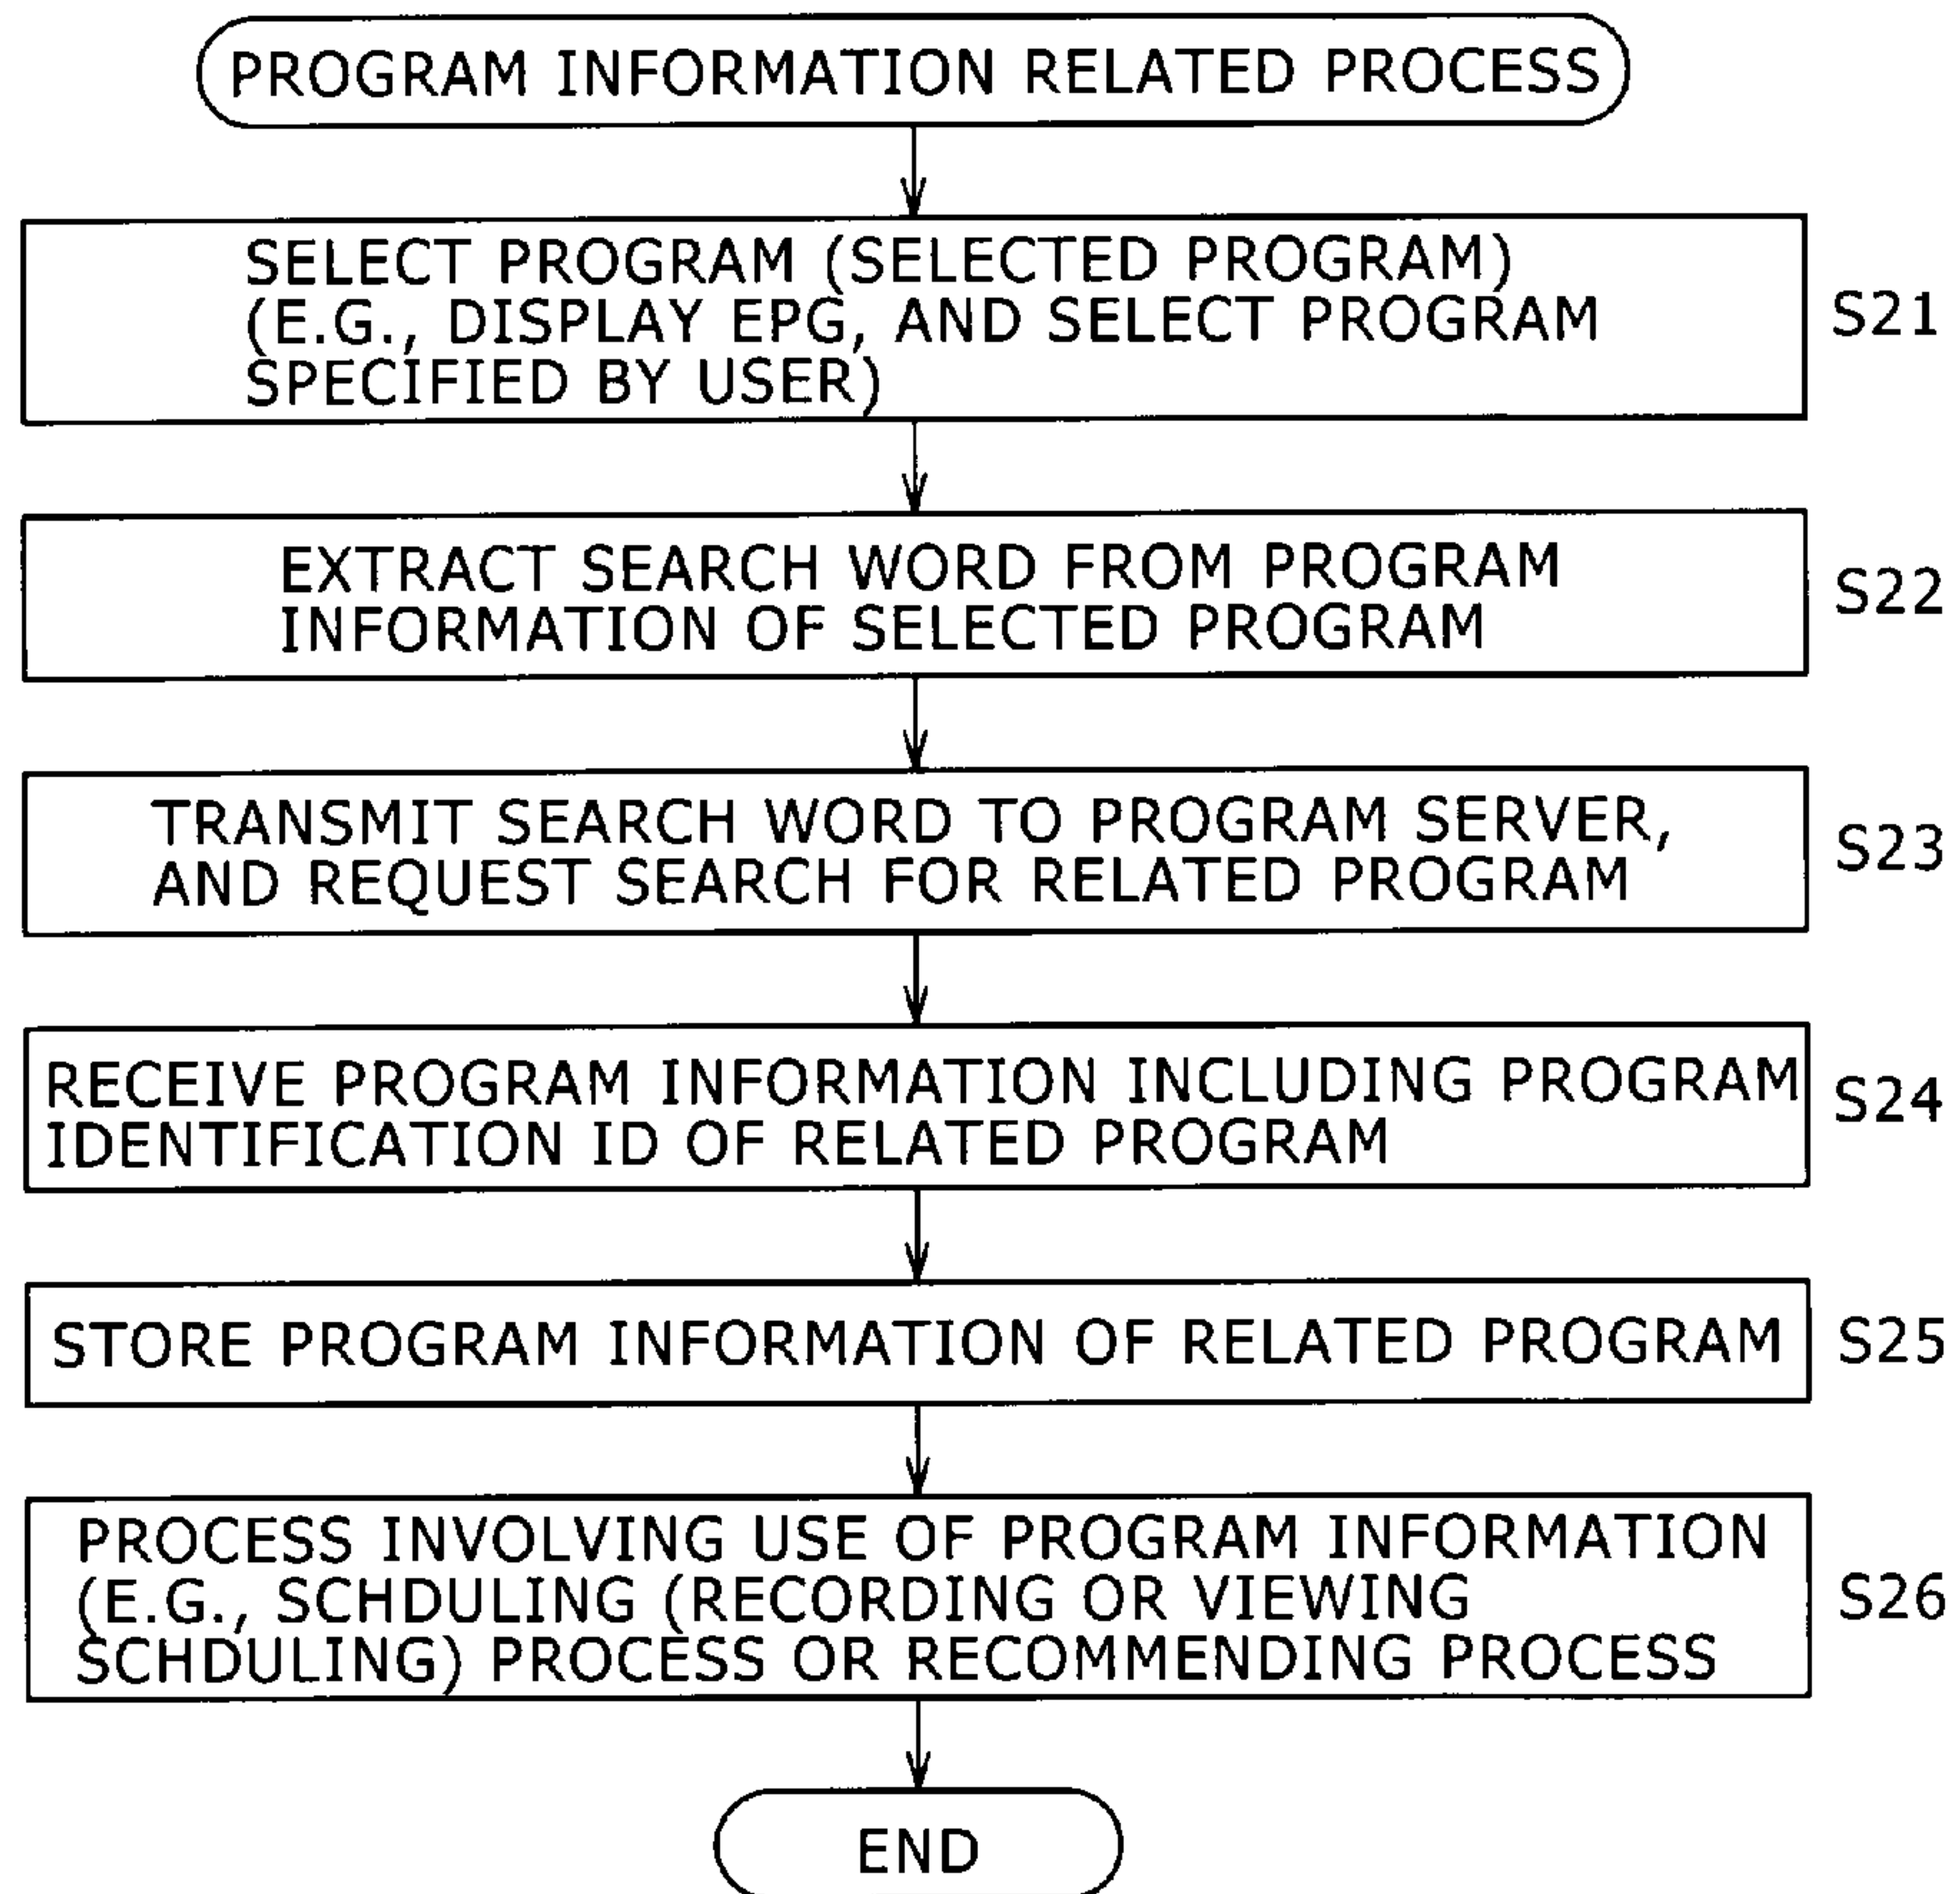 PROGRAM INFORMATION RELATED PROCESS
SELECT PROGRAM (SELECTED PROGRAM)
(E.G., DISPLAY EPG, AND SELECT PROGRAM
SPECIFIED BY USER)
S21
EXTRACT SEARCH WORD FROM PROGRAM
INFORMATION OF SELECTED PROGRAM
S22
TRANSMIT SEARCH WORD TO PROGRAM SERVER,
AND REQUEST SEARCH FOR RELATED PROGRAM
S23
RECEIVE PROGRAM INFORMATION INCLUDING PROGRAM
IDENTIFICATION ID OF RELATED PROGRAM
S24
STORE PROGRAM INFORMATION OF RELATED PROGRAM
S25
PROCESS INVOLVING USE OF PROGRAM INFORMATION
(E.G., SCHDULING (RECORDING OR VIEWING
SCHDULING) PROCESS OR RECOMMENDING PROCESS
S26
END